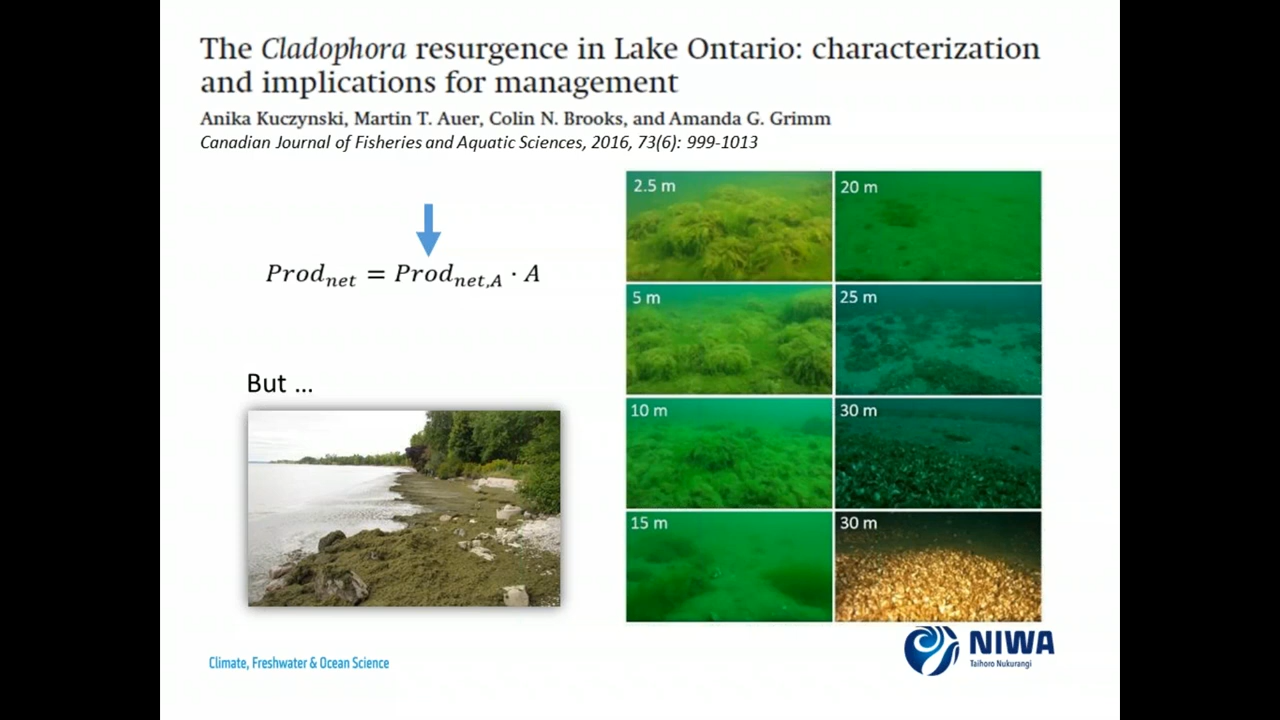 The Cladophora resurgence in Lake Ontario: characterization
and implications for management
Anika Kuczynski, Martin T. Auer, Colin N. Brooks, and Amanda G. Grimm
Canadian Journal of Fisheries and Aquatic Sciences, 2016, 73(6): 999-1013
Prod_net = Prod_net,A · A
But ...
2.5 m
20 m
5 m
25 m
10 m
30 m
15 m
30 m
Climate, Freshwater & Ocean Science
NIWA
Taihoro Nukurangi